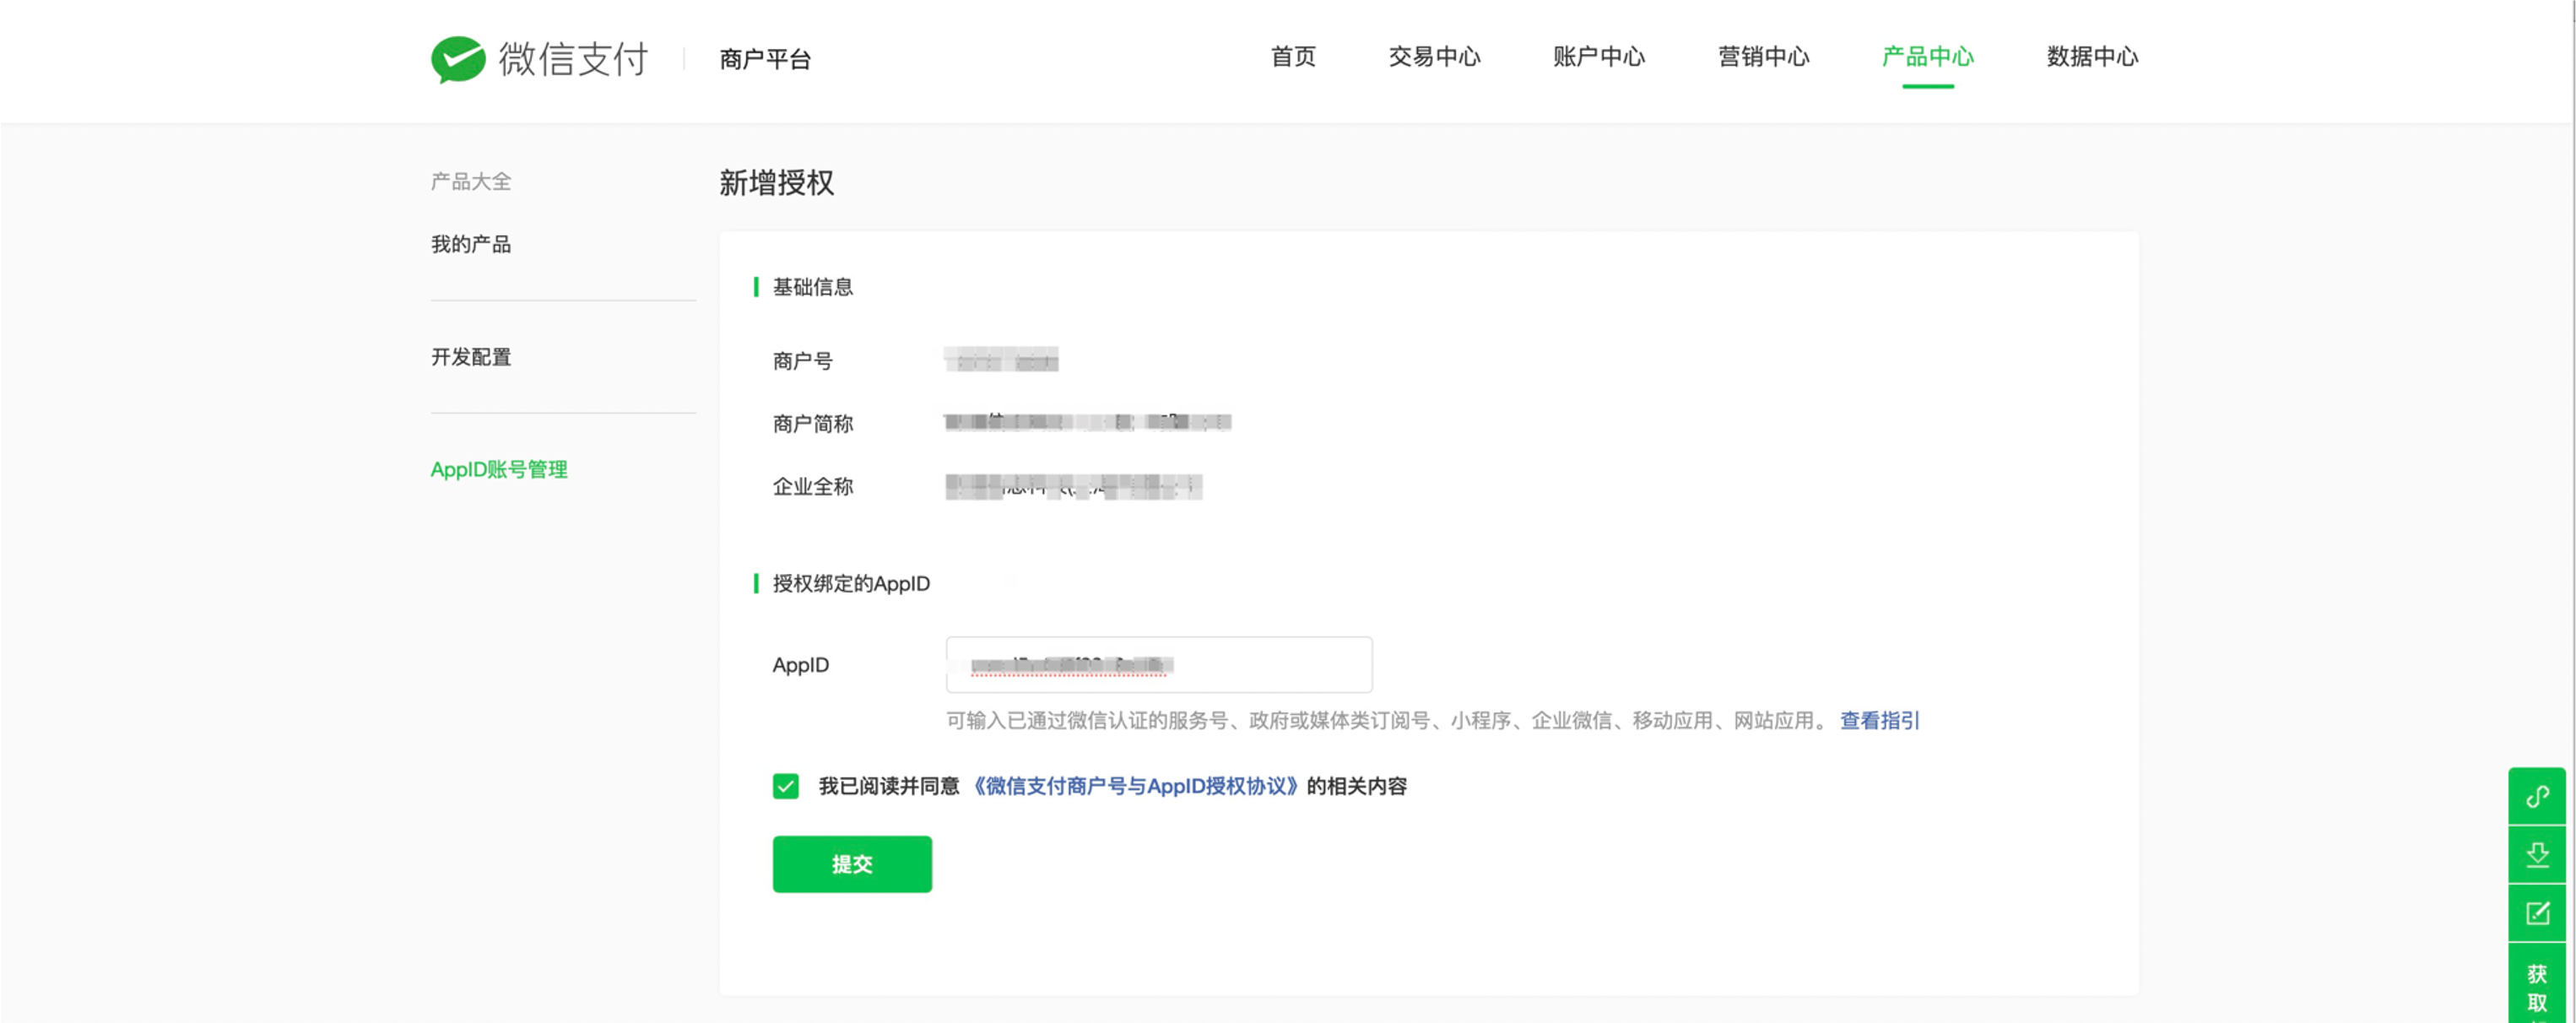 微信支付 商户平台 首页 交易中心 账户中心 营销中心 产品中心 数据中心
产品大全
我的产品
开发配置
AppID账号管理
新增授权
基础信息
商户号
商户简称
企业全称
授权绑定的AppID
AppID
可输入已通过微信认证的服务号、政府或媒体类订阅号、小程序、企业微信、移动应用、网站应用。 查看指引
我已阅读并同意 《微信支付商户号与AppID授权协议》的相关内容
提交
获
取